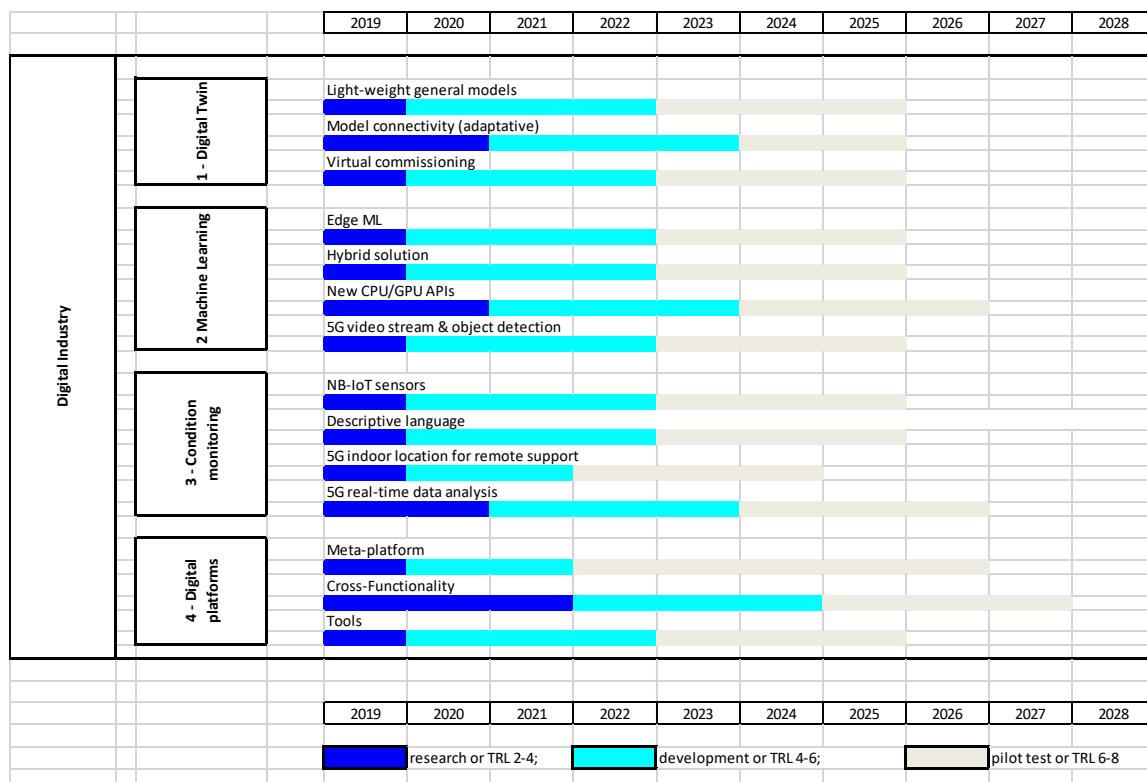 2019 2020 2021 2022 2023 2024 2025 2026 2027 2028
Digital Industry
1 - Digital Twin
Light-weight general models
Model connectivity (adaptative)
Virtual commissioning
2 Machine Learning
Edge ML
Hybrid solution
New CPU/GPU APIs
5G video stream & object detection
3 - Condition
monitoring
NB-IoT sensors
Descriptive language
5G indoor location for remote support
5G real-time data analysis
4 - Digital
platforms
Meta-platform
Cross-Functionality
Tools
2019 2020 2021 2022 2023 2024 2025 2026 2027 2028
research or TRL 2-4; development or TRL 4-6; pilot test or TRL 6-8